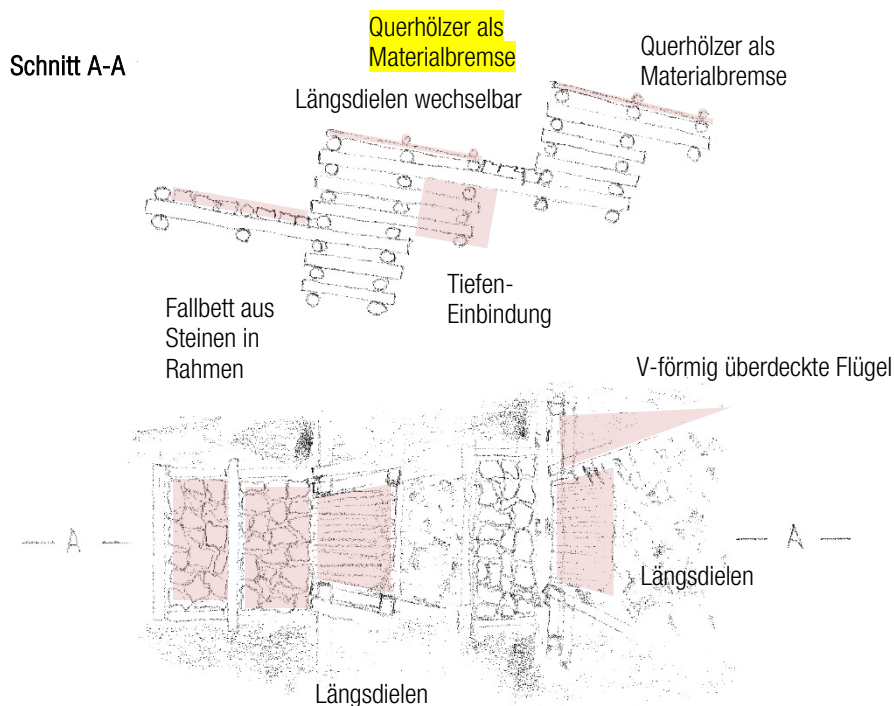 Schnitt A-A
Querhölzer als
Materialbremse
Querhölzer als
Materialbremse
Längsdielen wechselbar
Tiefen-
Einbindung
Fallbett aus
Steinen in
Rahmen
V-förmig überdeckte Flügel
A
A
Längsdielen
Längsdielen